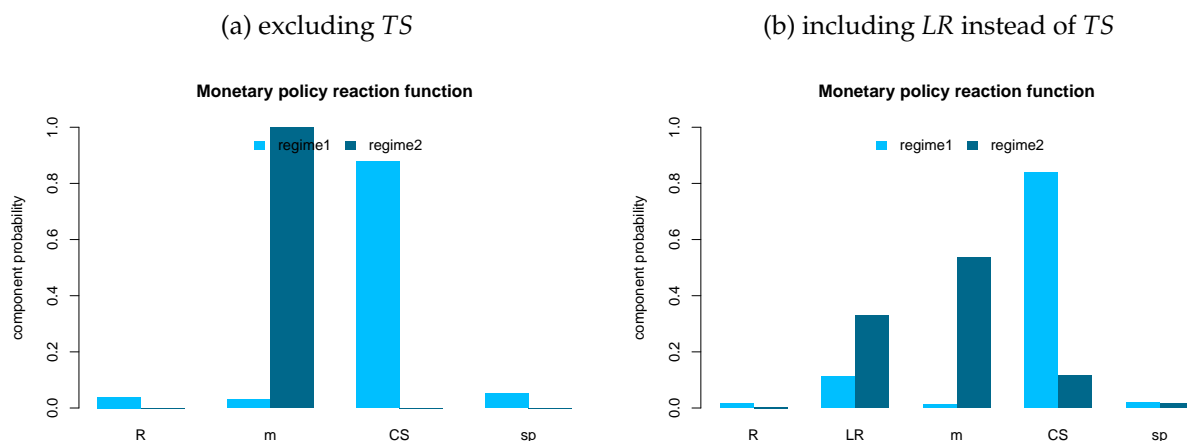 (a) excluding TS
Monetary policy reaction function
component probability
1.0
0.8
0.6
0.4
0.2
0.0
regime1 regime2
R m CS sp
(b) including LR instead of TS
Monetary policy reaction function
component probability
1.0
0.8
0.6
0.4
0.2
0.0
regime1 regime2
R LR m CS sp